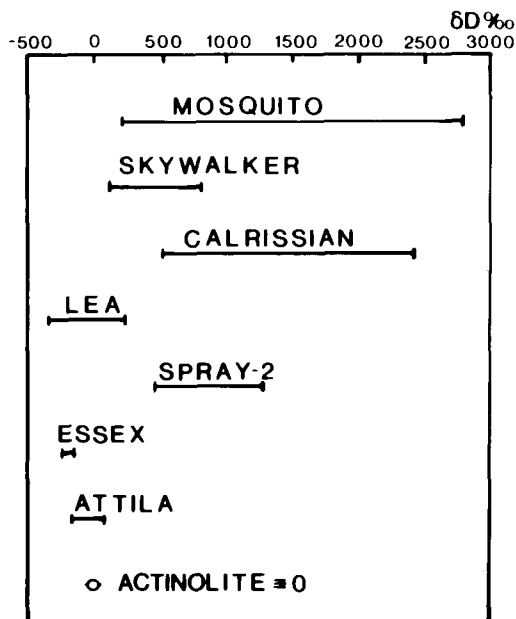 δD‰
-500 0 500 1000 1500 2000 2500 3000
MOSQUITO
SKYWALKER
CALRISSIAN
LEA
SPRAY-2
ESSEX
ATTILA
ACTINOLITE = 0